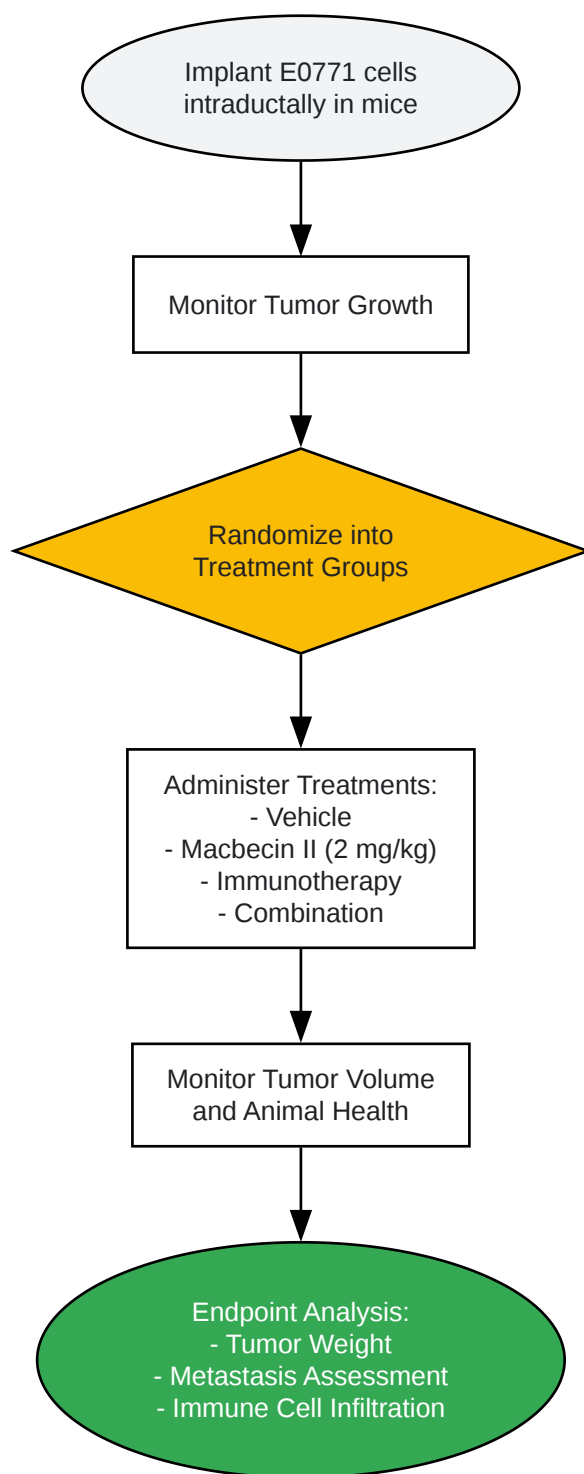 Implant E0771 cells
intraductally in mice
Monitor Tumor Growth
Randomize into
Treatment Groups
Administer Treatments:
- Vehicle
- Macbecin II (2 mg/kg)
- Immunotherapy
- Combination
Monitor Tumor Volume
and Animal Health
Endpoint Analysis:
- Tumor Weight
- Metastasis Assessment
- Immune Cell Infiltration